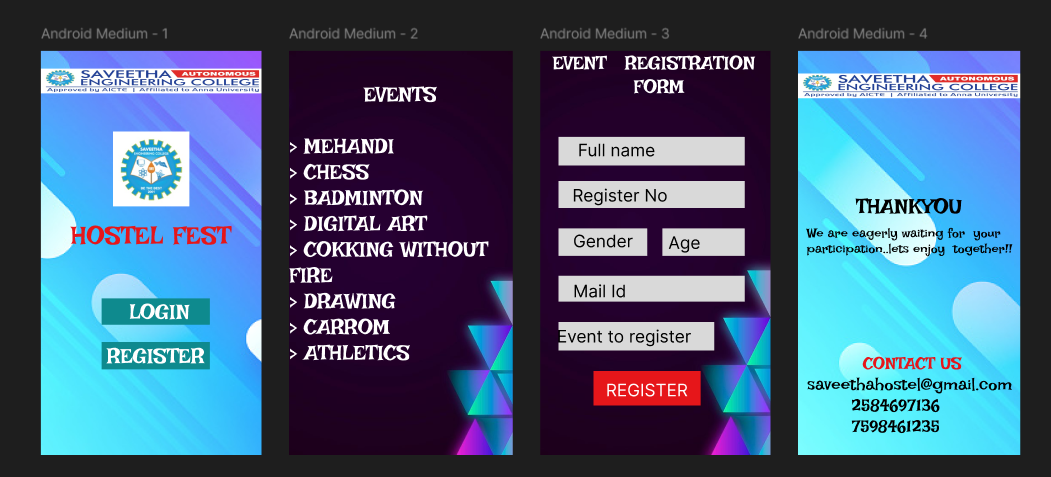 Android Medium - 1
SAVEETHA AUTONOMOUS
ENGINEERING COLLEGE
Approved by AICTE | Affiliated to Anna University
SAVEETHA
ENGINEERING COLLEGE
HOSTEL FEST
LOGIN
REGISTER
Android Medium - 2
EVENTS
> MEHANDI
> CHESS
> BADMINTON
> DIGITAL ART
> COKKING WITHOUT
FIRE
> DRAWING
> CARROM
> ATHLETICS
Android Medium - 3
EVENT REGISTRATION
FORM
Full name
Register No
Gender Age
Mail Id
Event to register
REGISTER
Android Medium - 4
SAVEETHA AUTONOMOUS
ENGINEERING COLLEGE
Approved by AICTE | Affiliated to Anna University
THANKYOU
We are eagerly waiting for your
participation..lets enjoy together!!
CONTACT US
saveethahostel@gmail.com
2584697136
7598461235